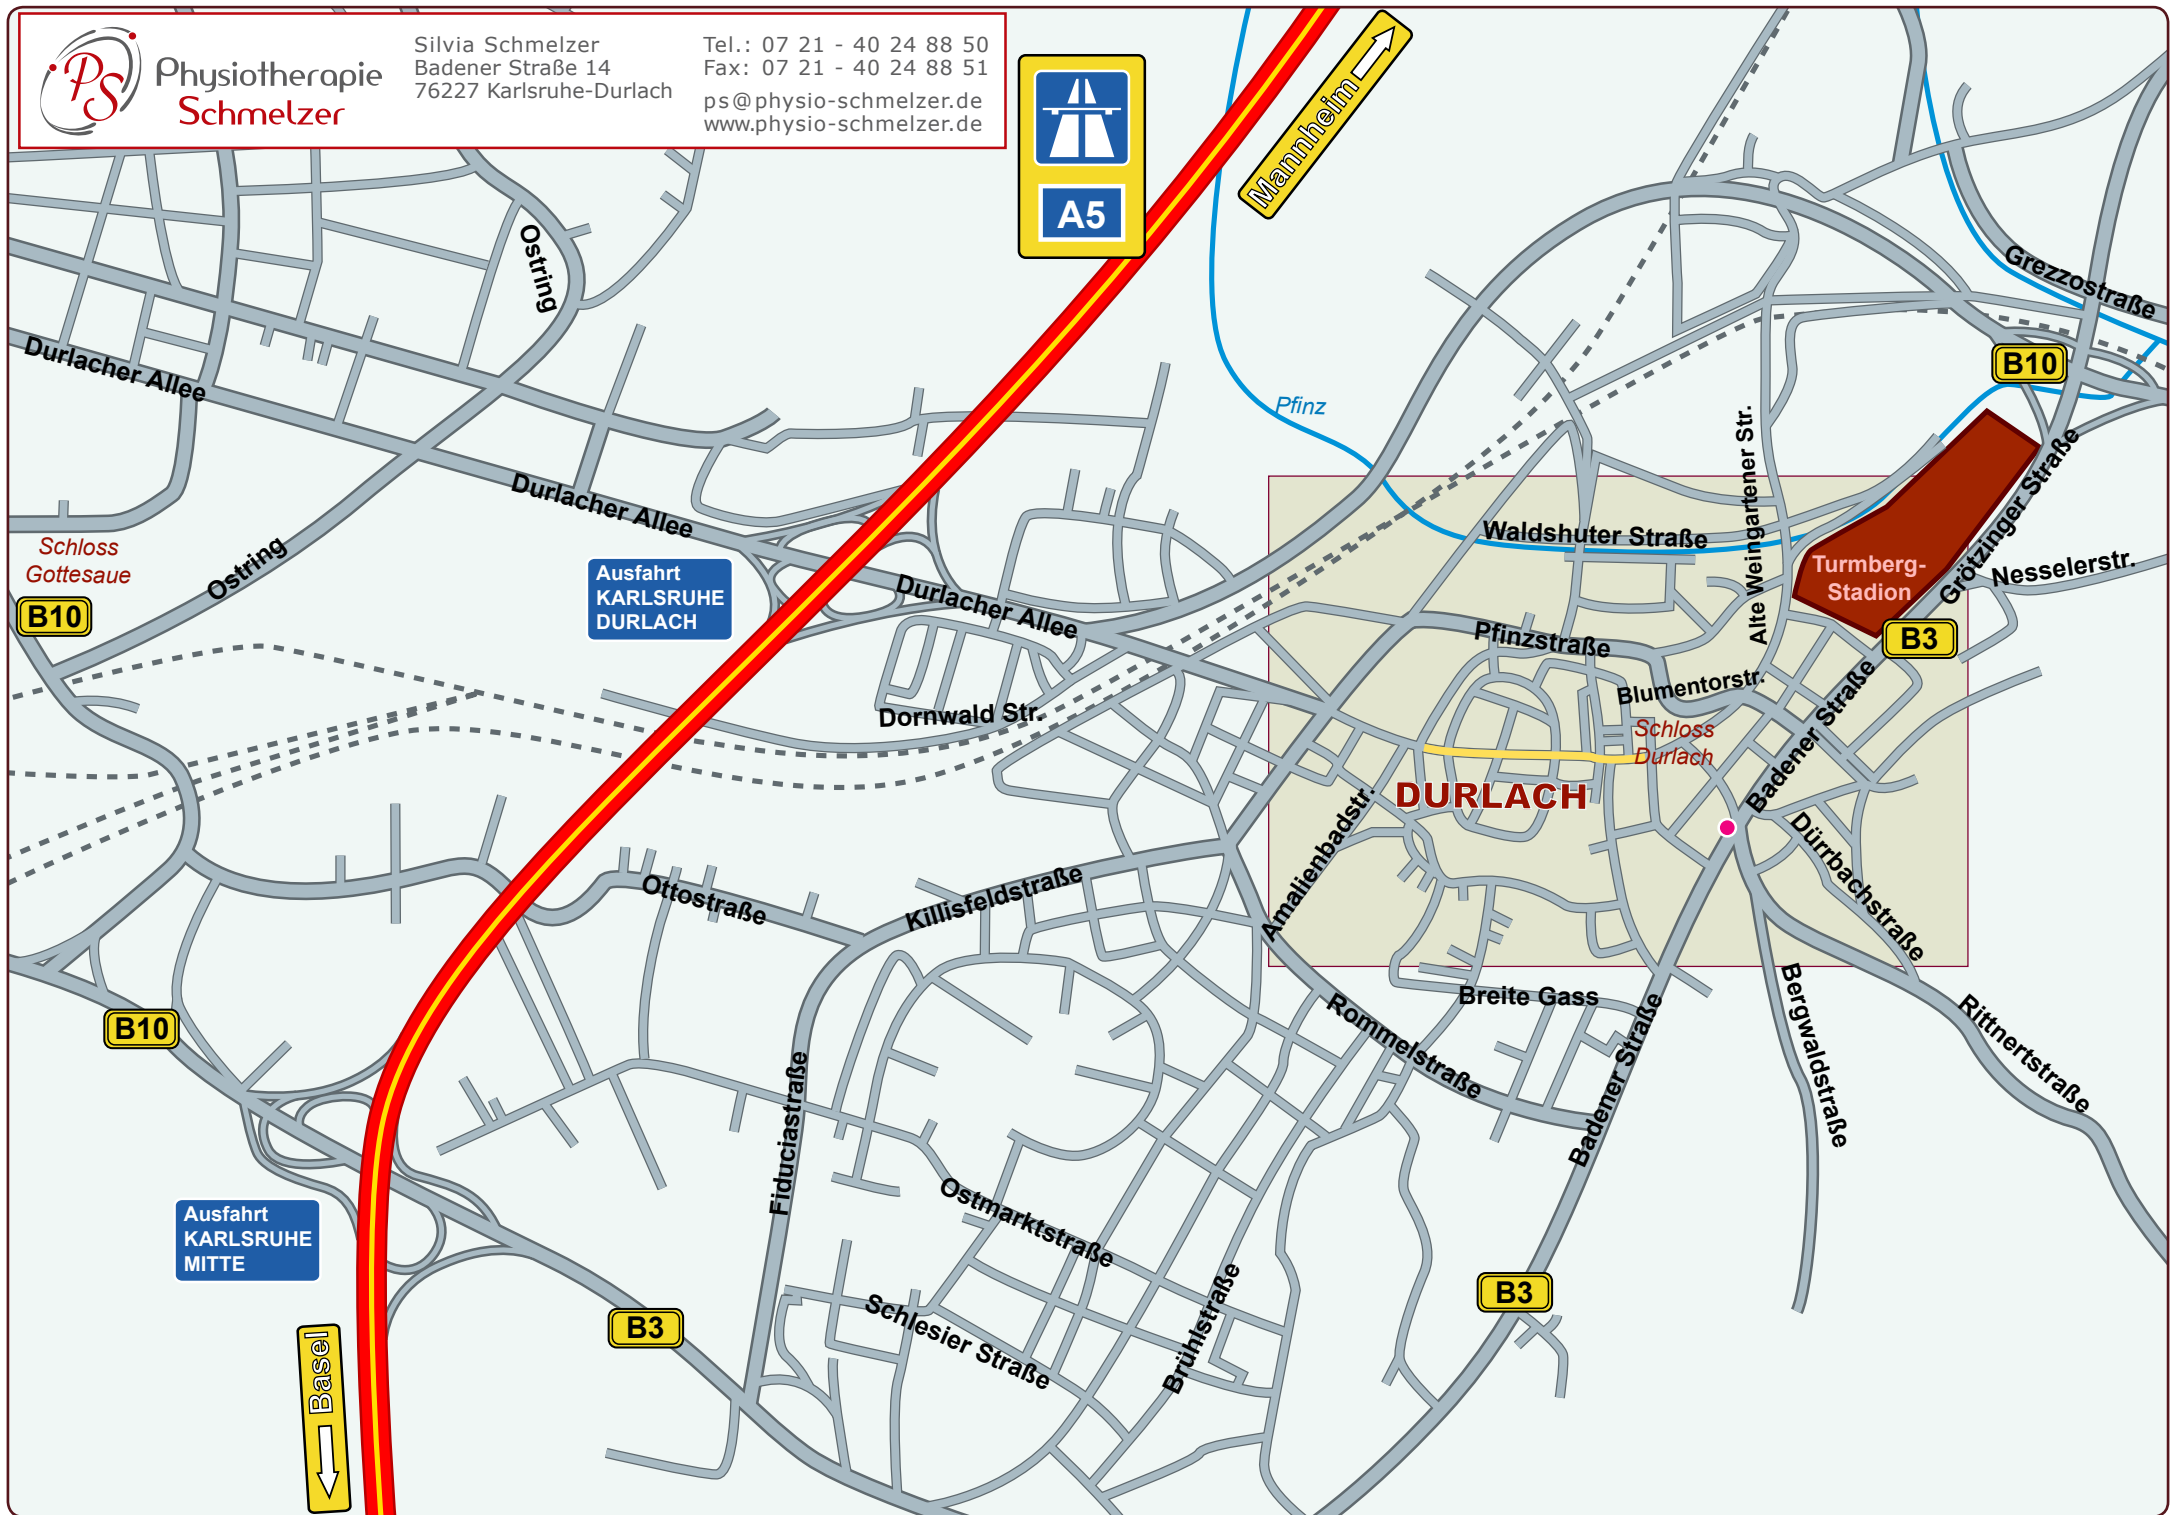 PS
Physiotherapie
Schmelzer
Silvia Schmelzer
Badener Straße 14
76227 Karlsruhe-Durlach
Tel.: 07 21 - 40 24 88 50
Fax: 07 21 - 40 24 88 51
ps@physio-schmelzer.de
www.physio-schmelzer.de
A5
Mannheim
Ostring
Grezzostraße
Durlacher Allee
B10
Pfinz
Durlacher Allee
Alte Weingartener Str.
Grötzinger Straße
Waldshuter Straße
Schloss
Gottesaue
Ostring
B10
Ausfahrt
KARLSRUHE
DURLACH
Durlacher Allee
Turmberg-
Stadion
Nesselerstr.
B3
Pfinzstraße
Blumentorstr.
Dornwald Str.
Schloss
Durlach
Badener Straße
DURLACH
Amalienbadstr.
Dürrbachstraße
Ottostraße
Killisfeldstraße
B10
Breite Gass
Rommelstraße
Badener Straße
Bergwaldstraße
Rittnertstraße
Fiduciastraße
Ausfahrt
KARLSRUHE
MITTE
Ostmarktstraße
B3
B3
Schlesier Straße
Brühlstraße
Basel